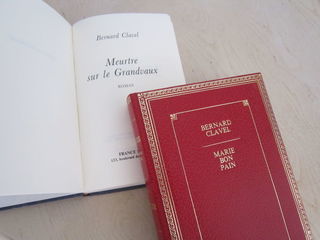 Bernard Clavel
Meurtre
sur le Grandvaux
ROMAN
FRANCE
BERNARD
CLAVEL
MARIE
BON
PAIN